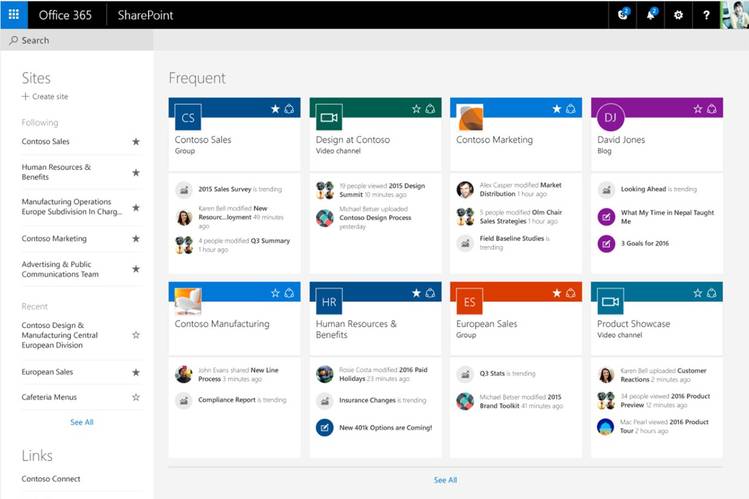 Office 365
SharePoint
2
2
?
Search
Sites
+ Create site
Following
Contoso Sales
Human Resources &
Benefits
Manufacturing Operations
Europe Subdivision In Charg...
Contoso Marketing
Advertising & Public
Communications Team
Recent
Contoso Design &
Manufacturing Central
European Division
European Sales
Cafeteria Menus
See All
Links
Contoso Connect
Frequent
CS
Contoso Sales
Group
2015 Sales Survey is trending
Karen Bell modified New
Resourc...loyment 49 minutes
ago
4 people modified Q3 Summary
1 hour ago
Design at Contoso
Video channel
19 people viewed 2015 Design
Summit 10 minutes ago
Michael Betser uploaded
Contoso Design Process
yesterday
Contoso Marketing
Alex Casper modified Market
Distribution 1 hour ago
5 people modified Olm Chair
Sales Strategies 1 hour ago
Field Baseline Studies is
trending
DJ
David Jones
Blog
Looking Ahead is trending
What My Time in Nepal Taught
Me
3 Goals for 2016
Contoso Manufacturing
John Evans shared New Line
Process 3 minutes ago
Compliance Report is trending
HR
Human Resources &
Benefits
Rosie Costa modified 2016 Paid
Holidays 23 minutes ago
Insurance Changes is trending
New 401k Options are Coming!
ES
European Sales
Group
Q3 Stats is trending
Michael Betser modified 2015
Brand Toolkit 41 minutes ago
Product Showcase
Video channel
Karen Bell uploaded Customer
Reactions 2 minutes ago
34 people viewed 2016 Product
Preview 12 minutes ago
Mac Pearl viewed 2016 Product
Tour 2 hours ago
See All